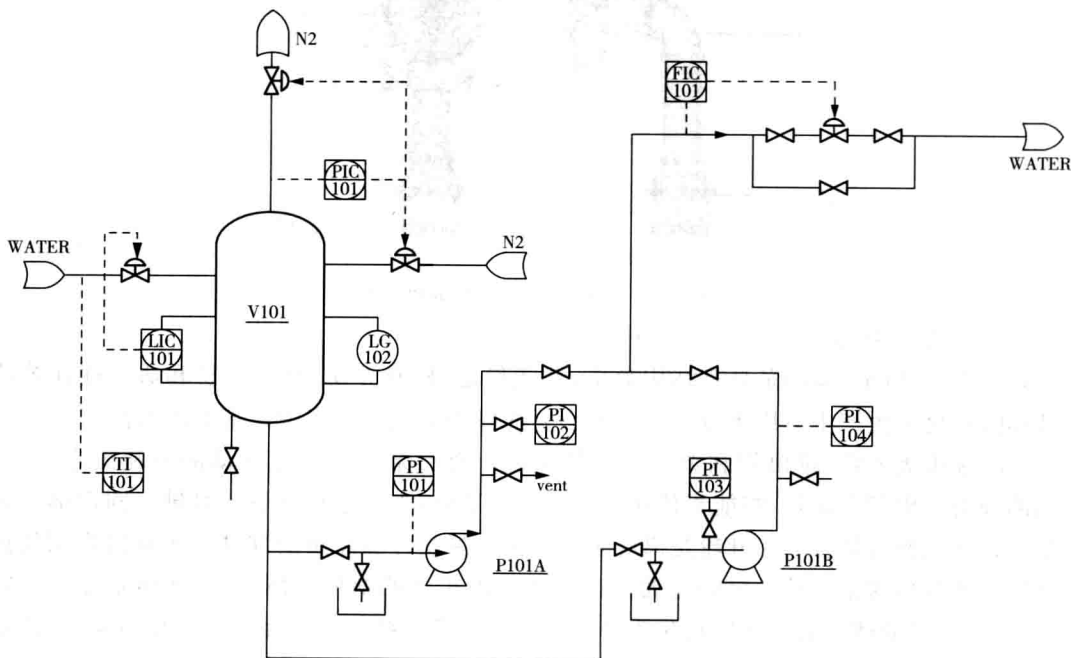 N2
FIC
101
WATER
PIC
101
WATER
N2
V101
LIC
101
LG
102
PI
102
PI
104
TI
101
PI
101
vent
PI
103
P101A
P101B